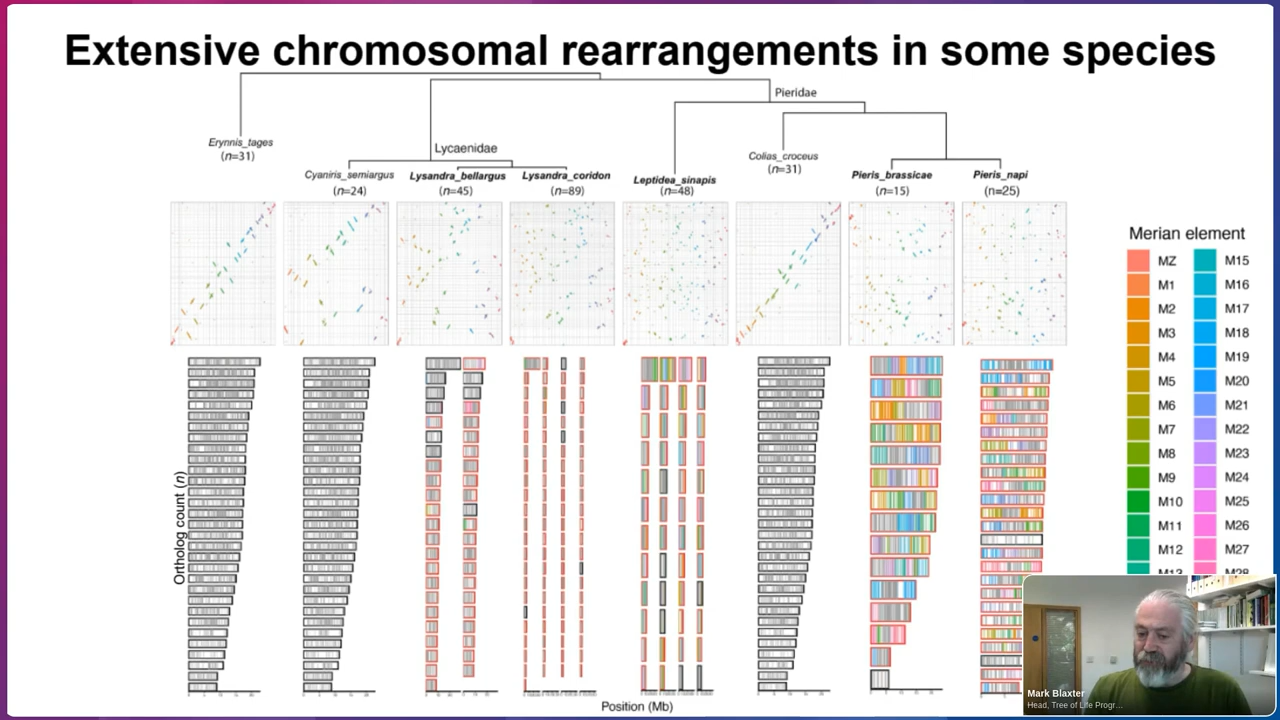 Extensive chromosomal rearrangements in some species
Pieridae
Erynnis_tages
(n=31)
Lycaenidae
Colias_croceus
(n=31)
Cyaniris_semiargus
(n=24)
Lysandra_bellargus
(n=45)
Lysandra_coridon
(n=89)
Leptidea_sinapis
(n=48)
Pieris_brassicae
(n=15)
Pieris_napi
(n=25)
Merian element
MZ M15
M1 M16
M2 M17
M3 M18
M4 M19
M5 M20
M6 M21
M7 M22
M8 M23
M9 M24
M10 M25
M11 M26
M12 M27
M13 M28
Ortholog count (n)
Position (Mb)
Mark Blaxter
Head, Tree of Life Progr…